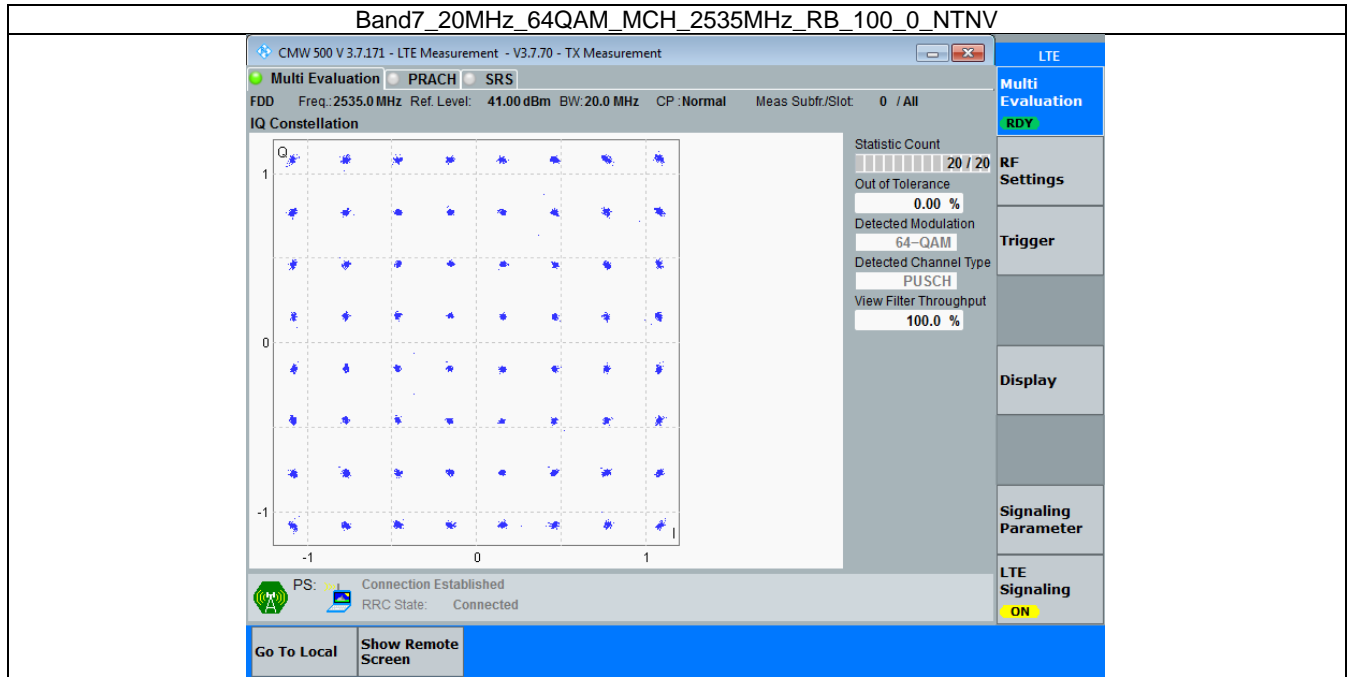 Band7_20MHz_64QAM_MCH_2535MHz_RB_100_0_NTNV
CMW 500 V 3.7.171 - LTE Measurement - V3.7.70 - TX Measurement
LTE
Multi Evaluation PRACH SRS
Multi
Evaluation
RDY
FDD Freq.: 2535.0 MHz Ref. Level: 41.00 dBm BW: 20.0 MHz CP : Normal Meas Subfr./Slot: 0 / All
IQ Constellation
Q
1
0
-1
-1 0 1
I
Statistic Count
20 / 20
Out of Tolerance
0.00 %
Detected Modulation
64-QAM
Detected Channel Type
PUSCH
View Filter Throughput
100.0 %
RF
Settings
Trigger
Display
Signaling
Parameter
LTE
Signaling
ON
PS: Connection Established
RRC State: Connected
Go To Local
Show Remote
Screen